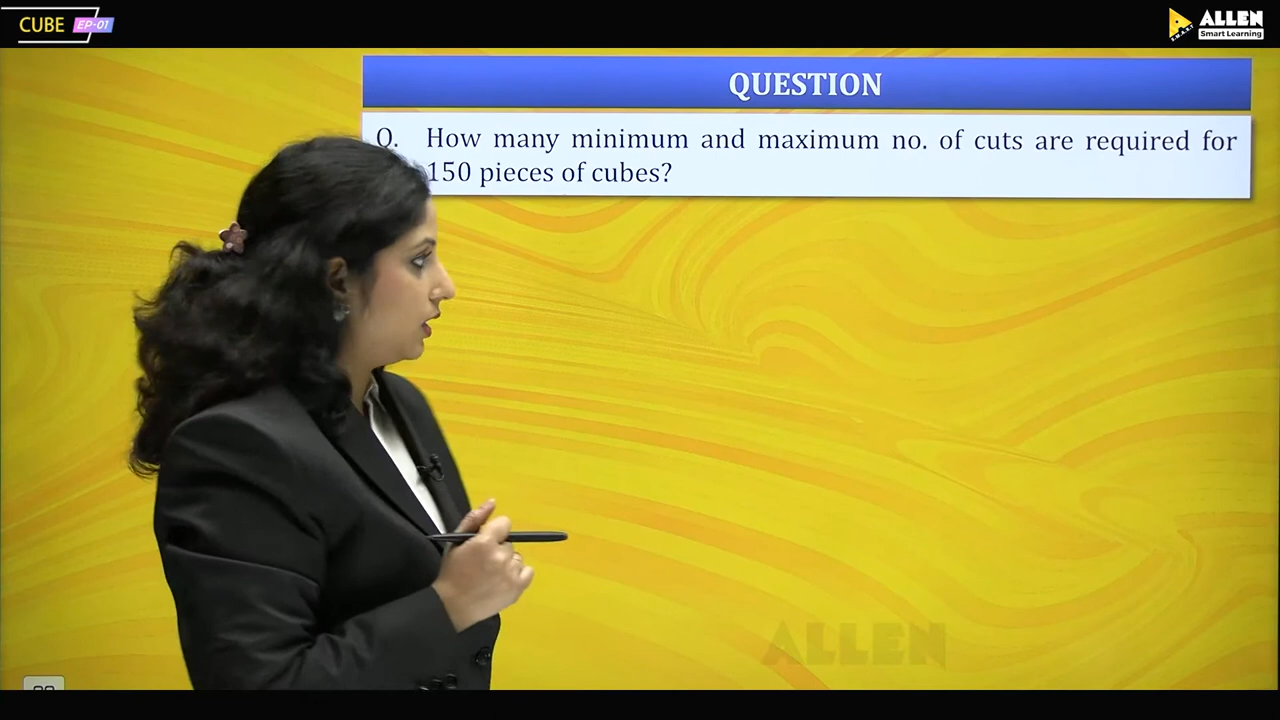 CUBE EP-01
ALLEN
Smart Learning
QUESTION
Q. How many minimum and maximum no. of cuts are required for
150 pieces of cubes?
ALLEN